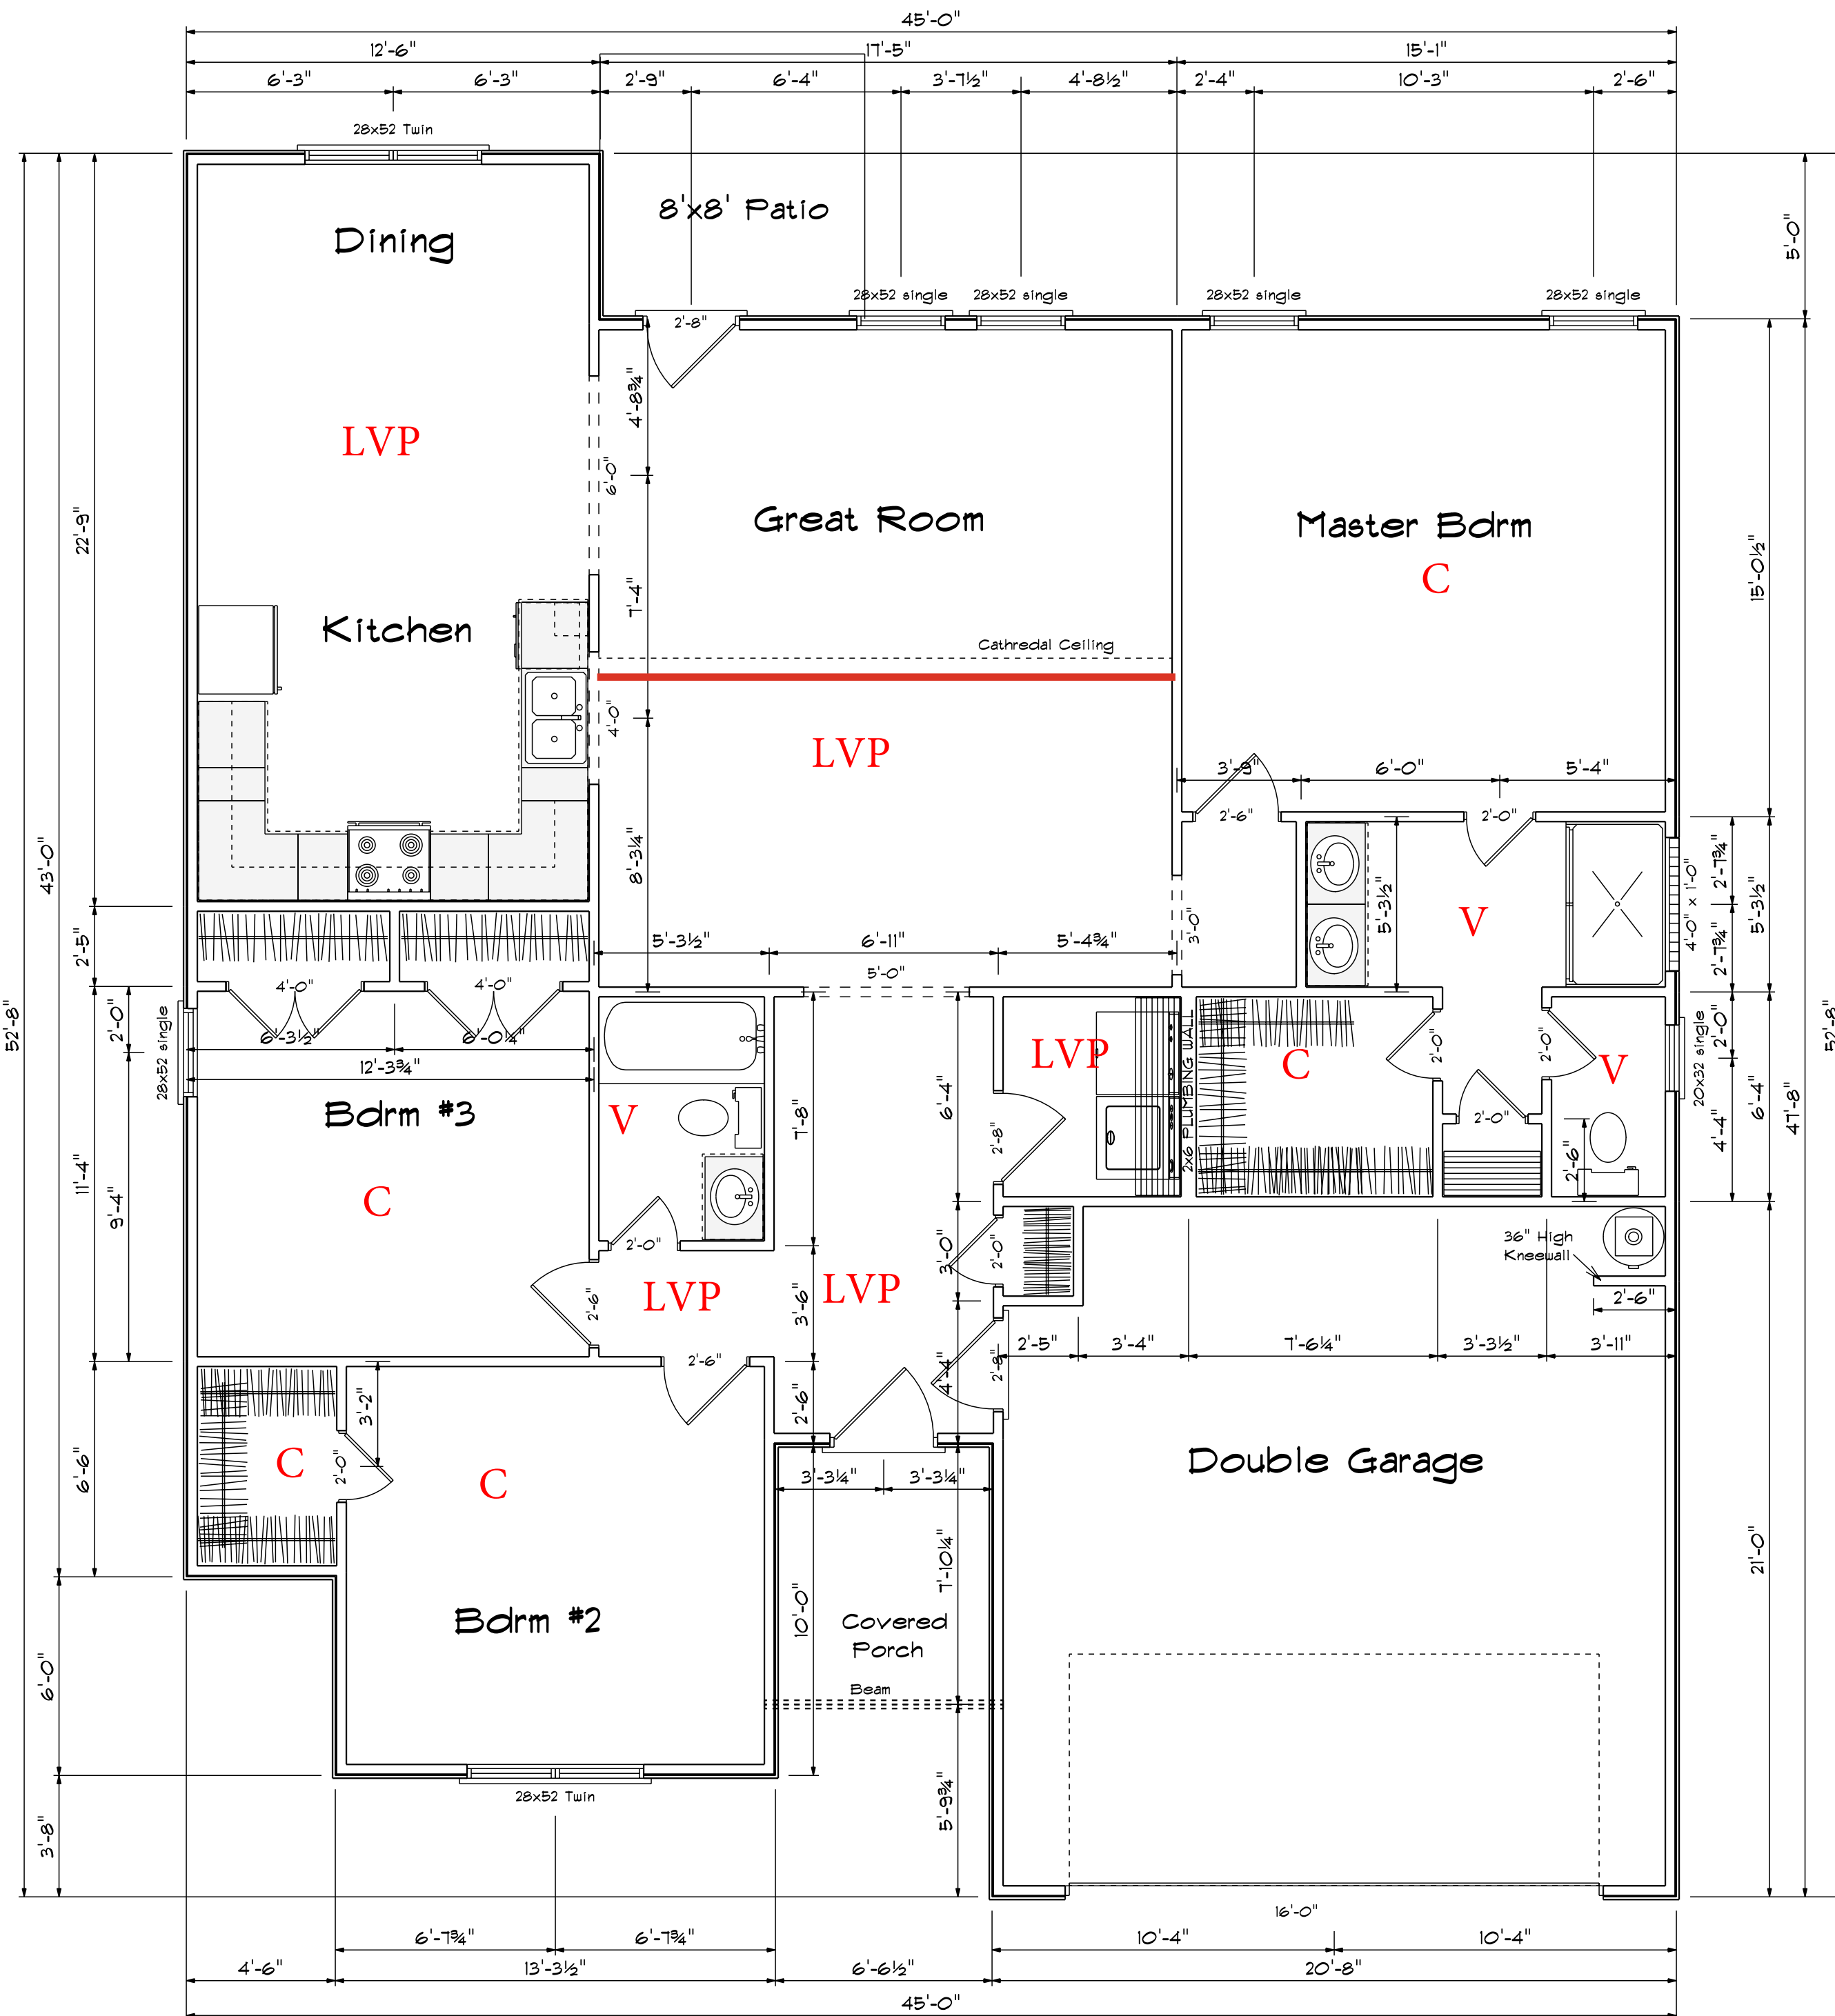 45'-0"
12'-6" 17'-5" 15'-1"
6'-3" 6'-3" 2'-9" 6'-4" 3'-7½" 4'-8½" 2'-4" 10'-3" 2'-6"
28x52 Twin
8'x8' Patio
Dining
5'-0"
28x52 single 28x52 single 28x52 single 28x52 single
2'-8"
4'-8¾"
LVP
6'-0"
22'-9"
Great Room
Master Bdrm
C
15'-0½"
7'-4"
Kitchen
Cathredal Ceiling
4'-0"
LVP
43'-0"
3'-9" 6'-0" 5'-4"
2'-6" 2'-0"
8'-3¼"
5'-3½"
V
4'-0" x 1'-0"
2'-7¾"
2'-7¾"
5'-3½"
3'-0"
5'-3½" 6'-11" 5'-4¾"
5'-0"
2'-5"
4'-0" 4'-0"
6'-3½" 6'-0¼"
12'-3¾"
28x52 single
2'-0"
52'-8"
52'-8"
47'-8"
LVP
2x6 PLUMBING WALL
C
2'-0"
2'-0"
V
20x32 single
2'-0"
6'-4"
4'-4"
2'-0"
2'-6"
Bdrm #3
V
7'-8"
6'-4"
2'-8"
11'-4"
9'-4"
C
2'-0"
36" High
Kneewall
3'-0"
2'-0"
2'-6"
LVP
3'-6"
LVP
2'-6"
2'-6"
2'-5" 3'-4" 7'-6¼" 3'-3½" 3'-11"
4'-4"
2'-8"
3'-2"
2'-6"
6'-6"
C
2'-0"
C
3'-3¼" 3'-3¼"
Double Garage
7'-10¼"
21'-0"
10'-0"
Bdrm #2
Covered
Porch
Beam
6'-0"
28x52 Twin
5'-9¾"
3'-8"
16'-0"
6'-7¾" 6'-7¾" 10'-4" 10'-4"
4'-6" 13'-3½" 6'-6½" 20'-8"
45'-0"